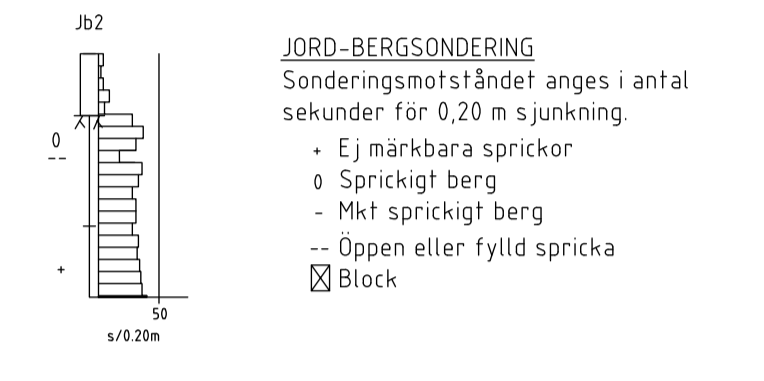 Jb2
0
--
+
50
s/0.20m
JORD-BERGSONDERING
Sonderingsmotståndet anges i antal
sekunder för 0,20 m sjunkning.
+ Ej märkbara sprickor
0 Sprickigt berg
- Mkt sprickigt berg
-- Öppen eller fylld spricka
Block